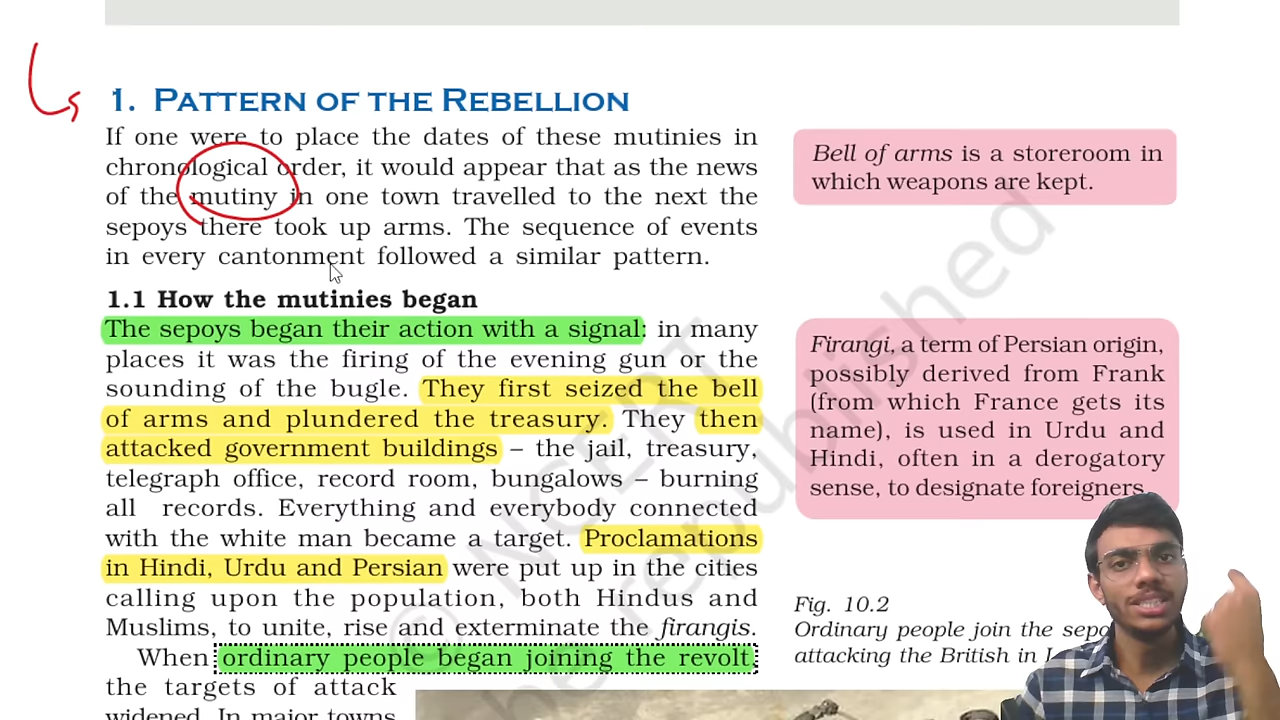 1. PATTERN OF THE REBELLION
If one were to place the dates of these mutinies in
chronological order, it would appear that as the news
of the mutiny in one town travelled to the next the
sepoys there took up arms. The sequence of events
in every cantonment followed a similar pattern.
1.1 How the mutinies began
The sepoys began their action with a signal: in many
places it was the firing of the evening gun or the
sounding of the bugle. They first seized the bell
of arms and plundered the treasury. They then
attacked government buildings – the jail, treasury,
telegraph office, record room, bungalows – burning
all records. Everything and everybody connected
with the white man became a target. Proclamations
in Hindi, Urdu and Persian were put up in the cities
calling upon the population, both Hindus and
Muslims, to unite, rise and exterminate the firangis.
When ordinary people began joining the revolt,
the targets of attack
widened. In major towns
Bell of arms is a storeroom in
which weapons are kept.
Firangi, a term of Persian origin,
possibly derived from Frank
(from which France gets its
name), is used in Urdu and
Hindi, often in a derogatory
sense, to designate foreigners.
Fig. 10.2
Ordinary people join the sepo
attacking the British in
© NCERT
be republished